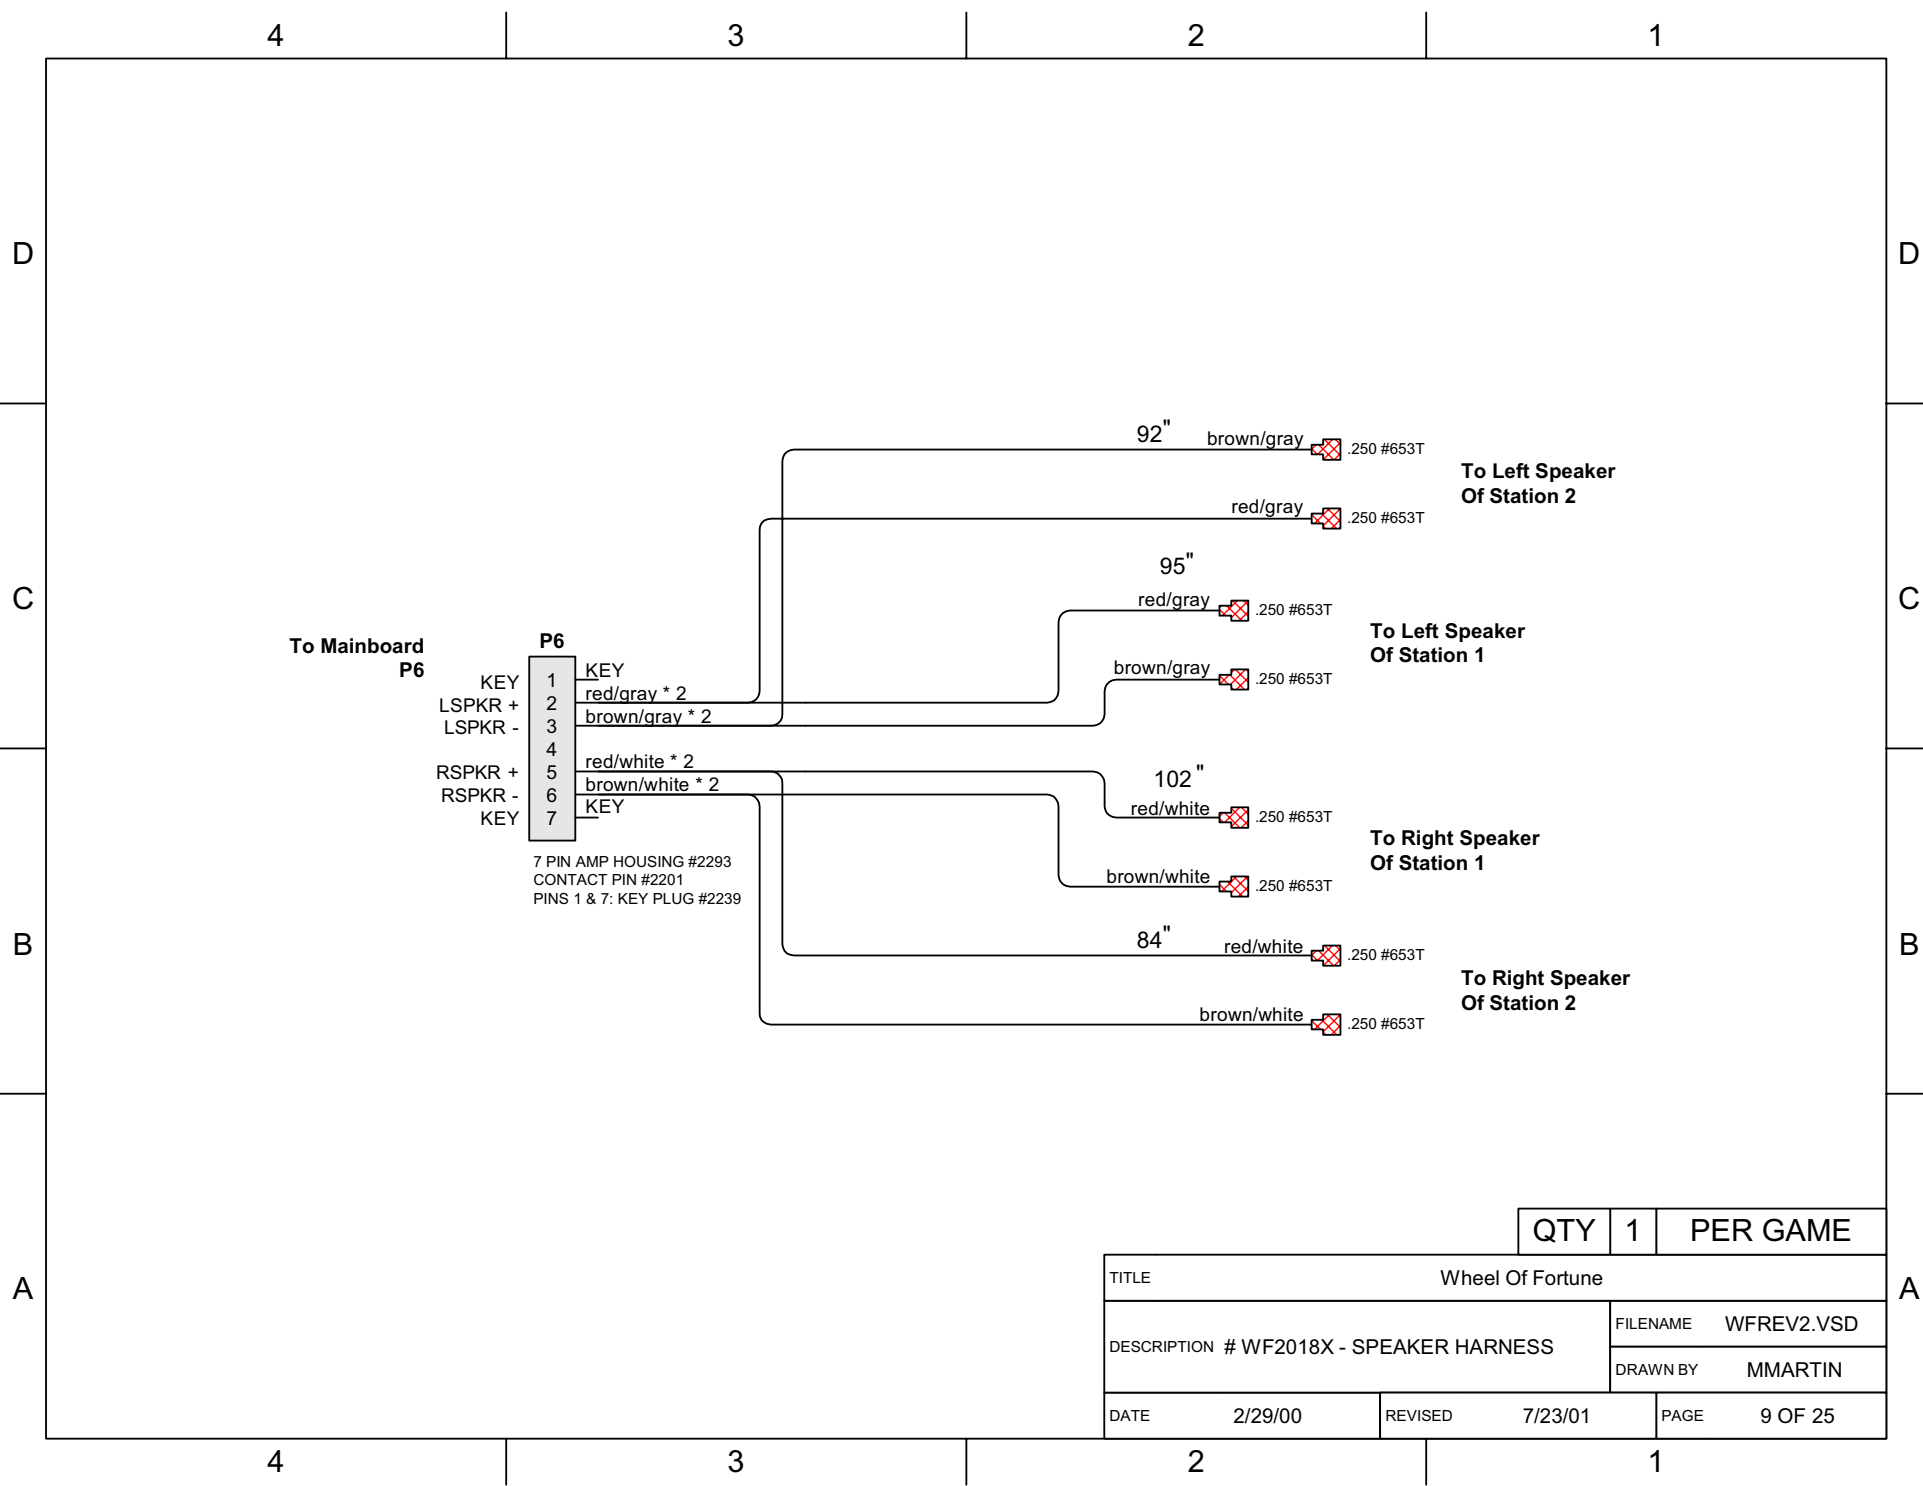 4 3 2 1
D D
92" brown/gray .250 #653T
To Left Speaker
Of Station 2
red/gray .250 #653T
95"
C C
red/gray .250 #653T
To Left Speaker
Of Station 1
brown/gray .250 #653T
To Mainboard
P6
P6
KEY 1 KEY
LSPKR + 2 red/gray * 2
LSPKR - 3 brown/gray * 2
4
RSPKR + 5 red/white * 2
RSPKR - 6 brown/white * 2
KEY 7 KEY
102"
red/white .250 #653T
To Right Speaker
Of Station 1
brown/white .250 #653T
7 PIN AMP HOUSING #2293
CONTACT PIN #2201
PINS 1 & 7: KEY PLUG #2239
B B
84" red/white .250 #653T
To Right Speaker
Of Station 2
brown/white .250 #653T
QTY 1 PER GAME
A A
TITLE Wheel Of Fortune
DESCRIPTION # WF2018X - SPEAKER HARNESS
FILENAME WFREV2.VSD
DRAWN BY MMARTIN
DATE 2/29/00 REVISED 7/23/01 PAGE 9 OF 25
4 3 2 1